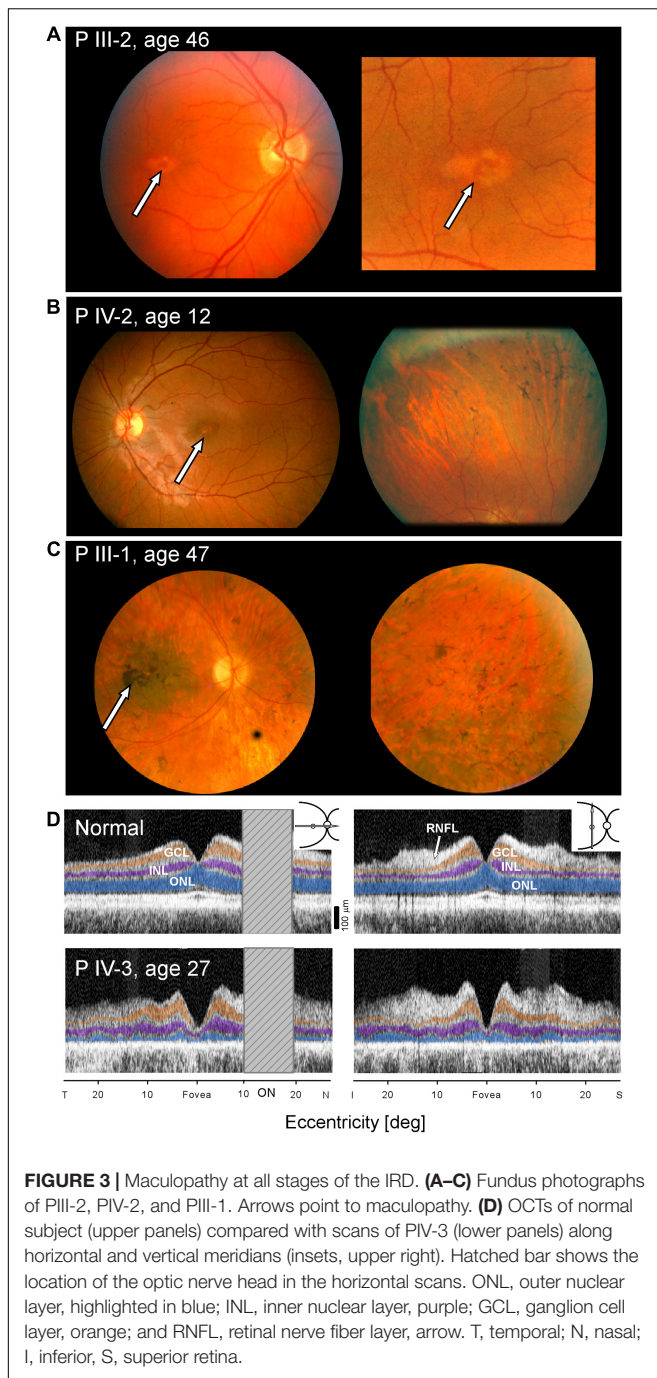 A
P III-2, age 46
B
P IV-2, age 12
C
P III-1, age 47
D
Normal
GCL
INL
ONL
RNFL
GCL
INL
ONL
100 µm
P IV-3, age 27
T 20 10 Fovea 10 ON 20 N
I 20 10 Fovea 10 20 S
Eccentricity [deg]
FIGURE 3 | Maculopathy at all stages of the IRD. (A–C) Fundus photographs
of PIII-2, PIV-2, and PIII-1. Arrows point to maculopathy. (D) OCTs of normal
subject (upper panels) compared with scans of PIV-3 (lower panels) along
horizontal and vertical meridians (insets, upper right). Hatched bar shows the
location of the optic nerve head in the horizontal scans. ONL, outer nuclear
layer, highlighted in blue; INL, inner nuclear layer, purple; GCL, ganglion cell
layer, orange; and RNFL, retinal nerve fiber layer, arrow. T, temporal; N, nasal;
I, inferior, S, superior retina.